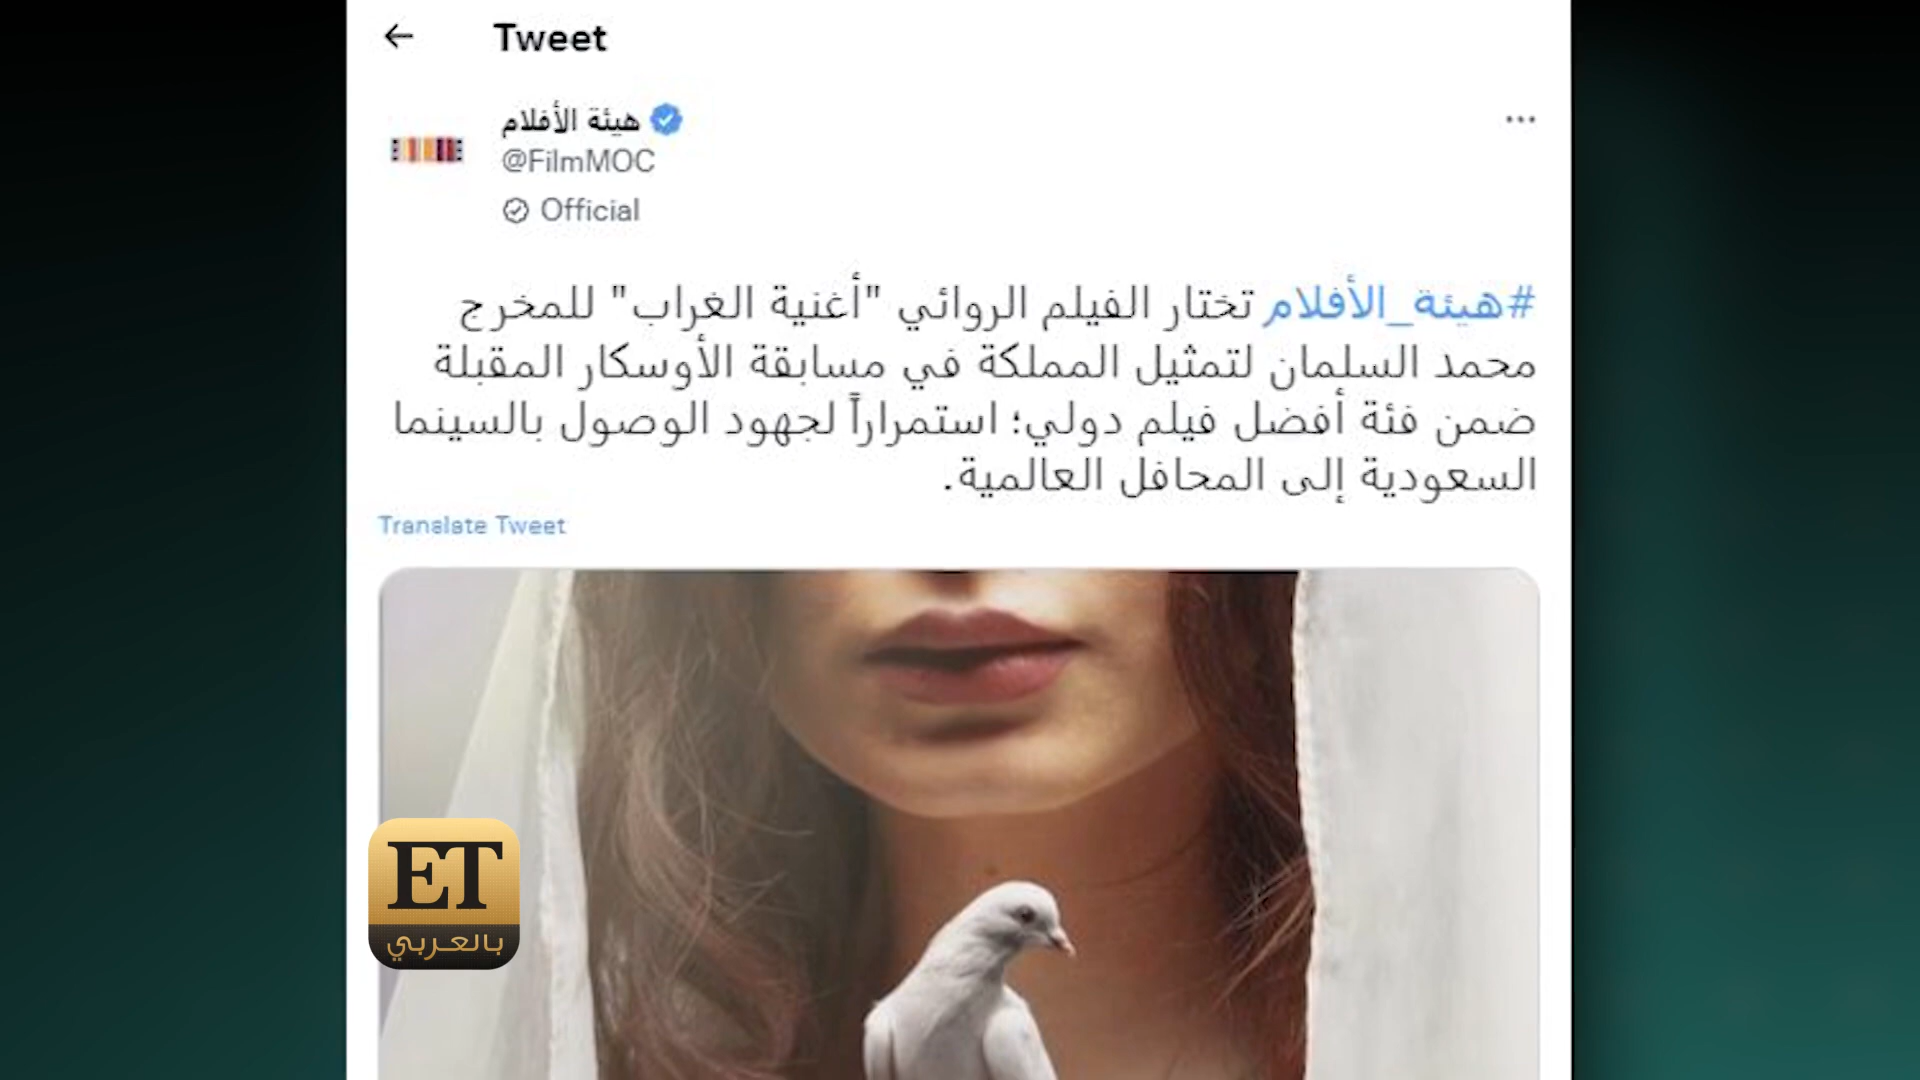 Tweet
هيئة الأفلام
@FilmMOC
Official
#هيئة_الأفلام تختار الفيلم الروائي "أغنية الغراب" للمخرج
محمد السلمان لتمثيل المملكة في مسابقة الأوسكار المقبلة
ضمن فئة أفضل فيلم دولي؛ استمراراً لجهود الوصول بالسينما
السعودية إلى المحافل العالمية.
Translate Tweet
ET
بالعربي